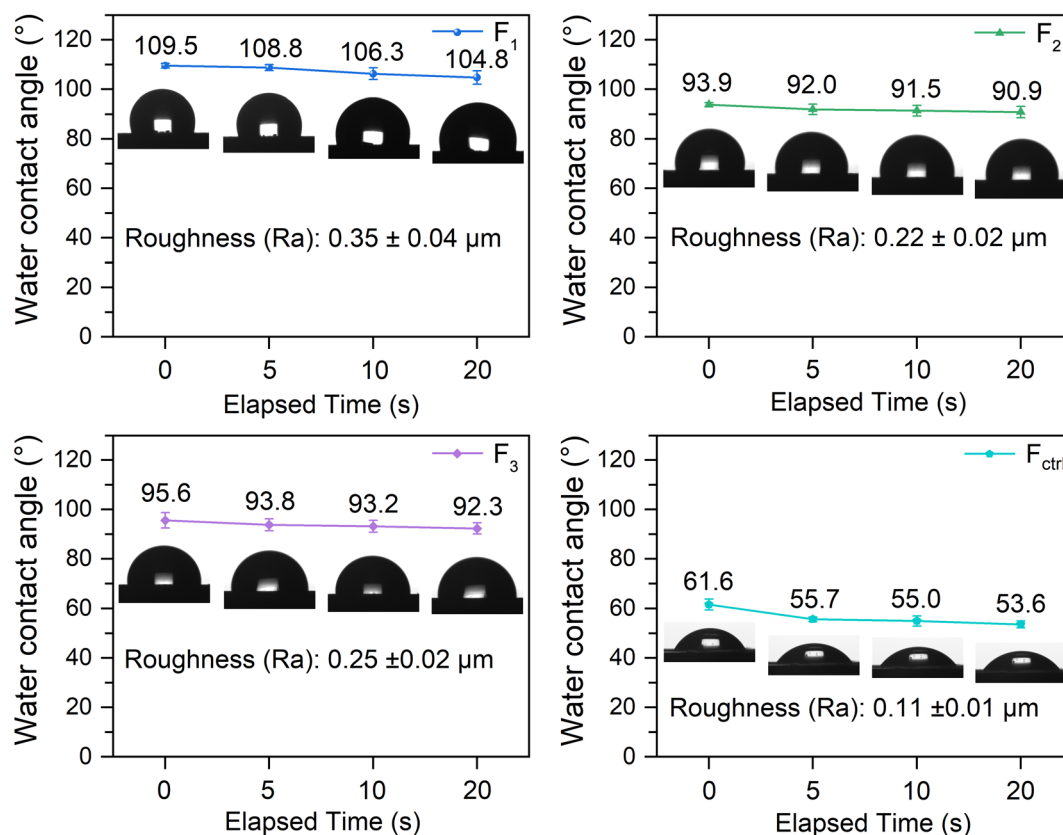 F₁
109.5 108.8 106.3 104.8
Roughness (Ra): 0.35 ± 0.04 µm
Water contact angle (°)
120
100
80
60
40
20
0
0 5 10 20
Elapsed Time (s)
F₂
93.9 92.0 91.5 90.9
Roughness (Ra): 0.22 ± 0.02 µm
Water contact angle (°)
120
100
80
60
40
20
0
0 5 10 20
Elapsed Time (s)
F₃
95.6 93.8 93.2 92.3
Roughness (Ra): 0.25 ±0.02 µm
Water contact angle (°)
120
100
80
60
40
20
0
0 5 10 20
Elapsed Time (s)
F_ctrl
61.6 55.7 55.0 53.6
Roughness (Ra): 0.11 ±0.01 µm
Water contact angle (°)
120
100
80
60
40
20
0
0 5 10 20
Elapsed Time (s)